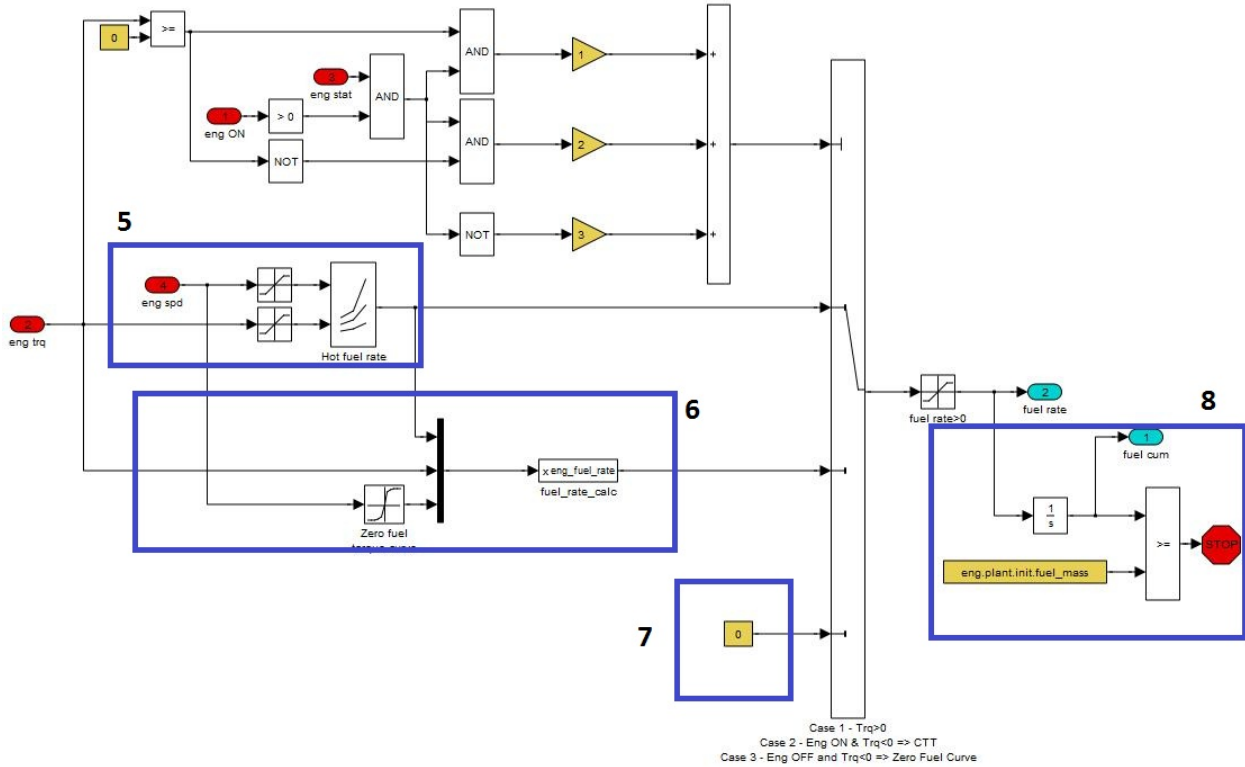 >=
0
AND
1
+
3
eng stat
AND
1
eng ON
> 0
AND
2
+
NOT
5
NOT
3
+
4
eng spd
2
eng trq
Hot fuel rate
6
fuel rate>0
2
fuel rate
8
1
fuel cum
x eng_fuel_rate
fuel_rate_calc
Zero fuel
torque curve
1
s
>=
STOP
eng.plant.init.fuel_mass
7
0
Case 1 - Trq>0
Case 2 - Eng ON & Trq<0 => CTT
Case 3 - Eng OFF and Trq<0 => Zero Fuel Curve